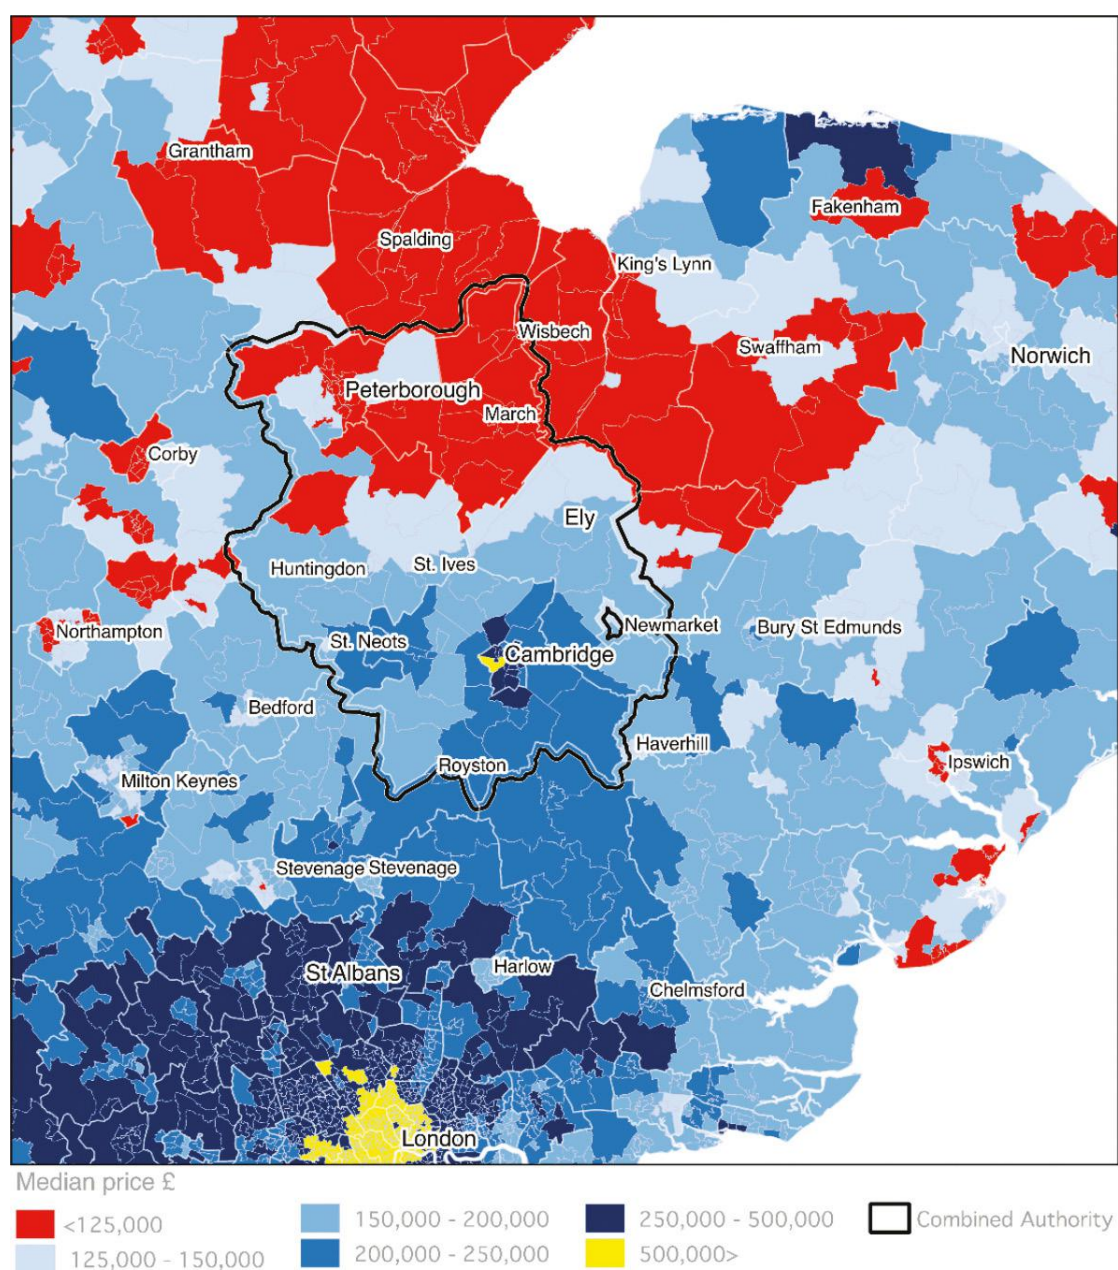 Grantham
Fakenham
Spalding
King's Lynn
Wisbech
Swaffham
Norwich
Peterborough
March
Corby
Ely
Huntingdon
St. Ives
Northampton
St. Neots
Newmarket
Bury St Edmunds
Cambridge
Bedford
Haverhill
Royston
Ipswich
Milton Keynes
Stevenage Stevenage
St Albans
Harlow
Chelmsford
London
Median price £
<125,000
150,000 - 200,000
250,000 - 500,000
Combined Authority
125,000 - 150,000
200,000 - 250,000
500,000>